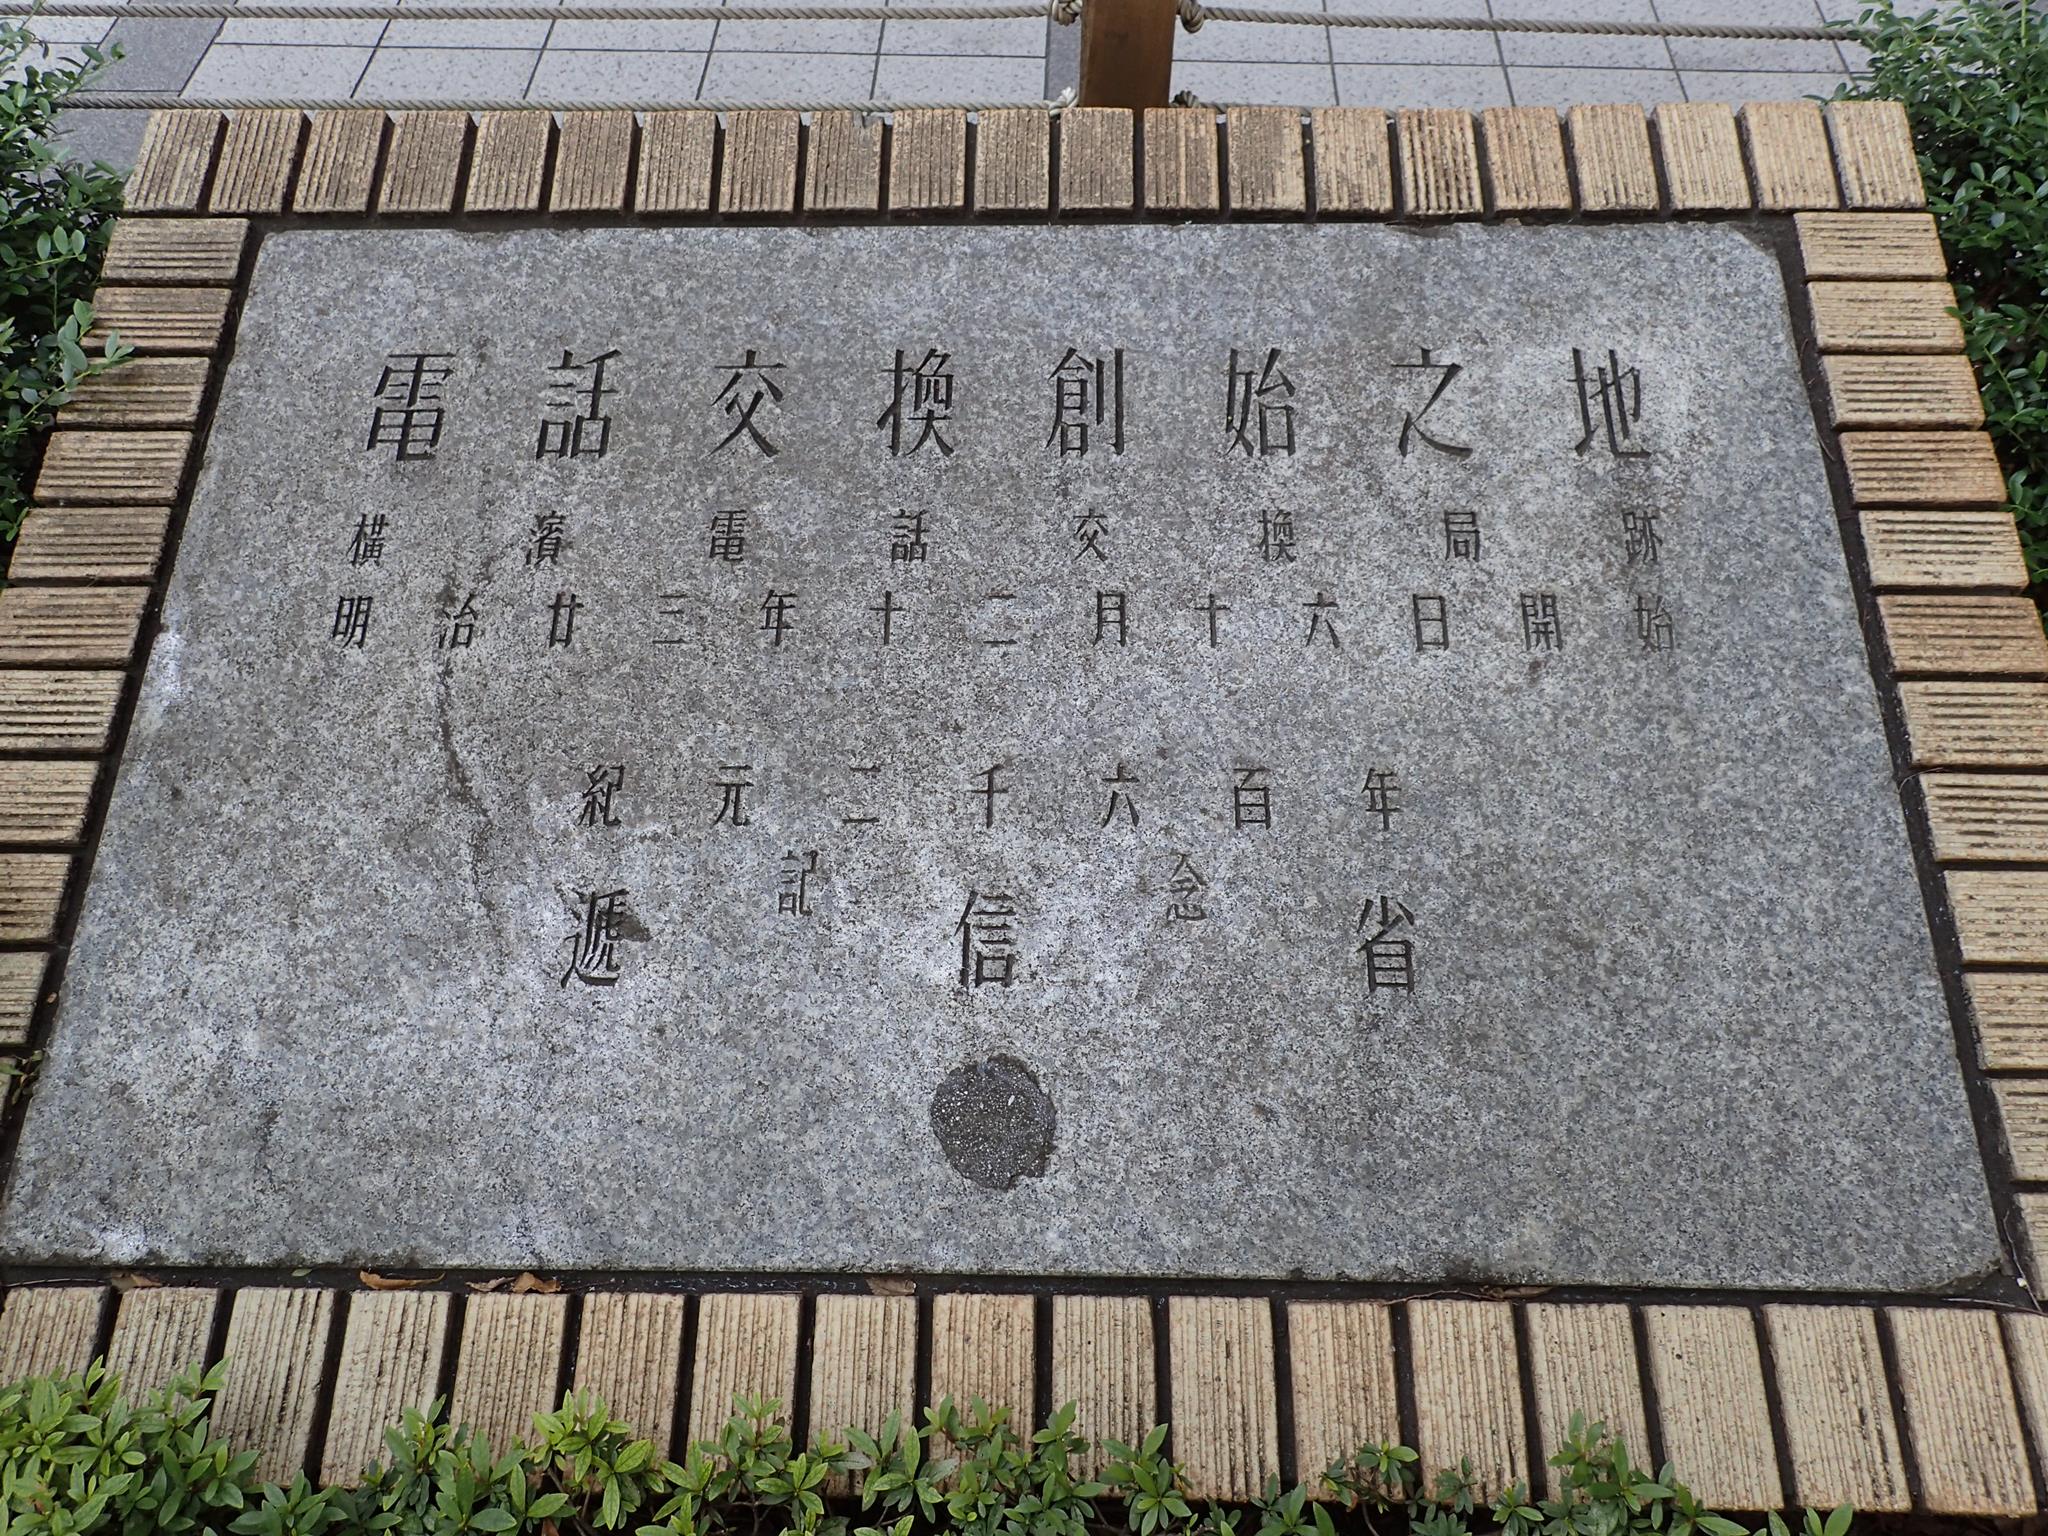 電話交換創始之地
横濱電話交換局跡
明治廿三年十二月十六日開始
紀元二千六百年
記念
遞信省